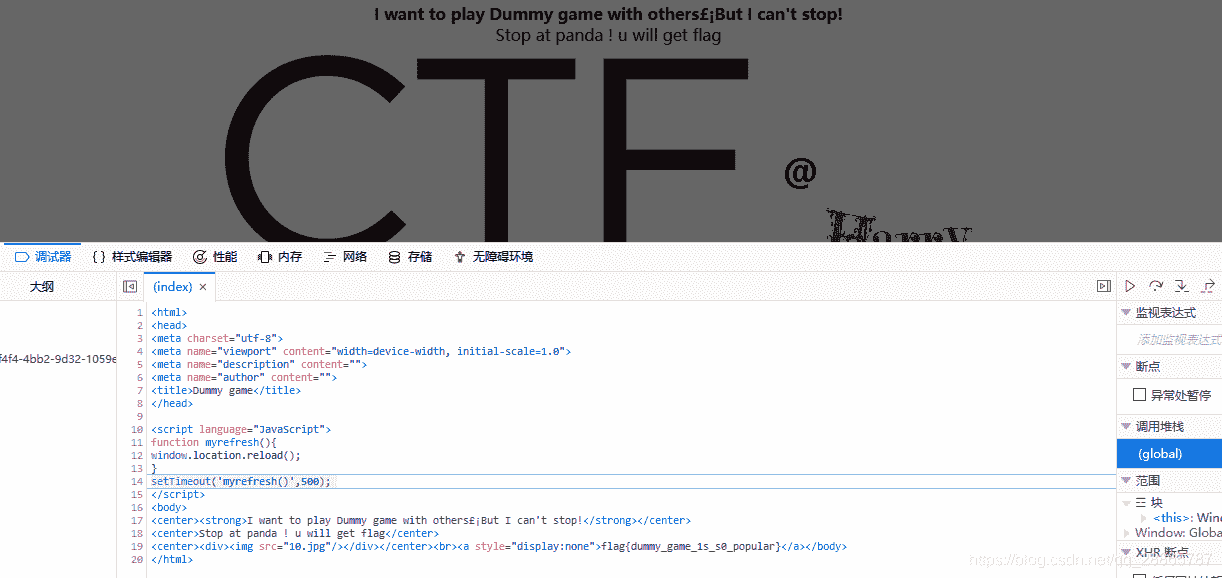 I want to play Dummy game with others£¡But I can't stop!
Stop at panda ! u will get flag
CTF
@
Harry
调试器 {} 样式编辑器 性能 内存 网络 存储 无障碍环境
大纲 (index) ×
监视表达式
添加监视表达式
断点
异常处暂停
调用堆栈
(global)
范围
块
<this>: Wind
Window: Globa
XHR 断点
f4f4-4bb2-9d32-1059e
1 <html>
2 <head>
3 <meta charset="utf-8">
4 <meta name="viewport" content="width=device-width, initial-scale=1.0">
5 <meta name="description" content="">
6 <meta name="author" content="">
7 <title>Dummy game</title>
8 </head>
9
10 <script language="JavaScript">
11 function myrefresh(){
12 window.location.reload();
13 }
14 setTimeout('myrefresh()',500);
15 </script>
16 <body>
17 <center><strong>I want to play Dummy game with others£¡But I can't stop!</strong></center>
18 <center>Stop at panda ! u will get flag</center>
19 <center><div><img src="10.jpg"/></div></center><br><a style="display:none">flag{dummy_game_1s_s0_popular}</a></body>
20 </html>